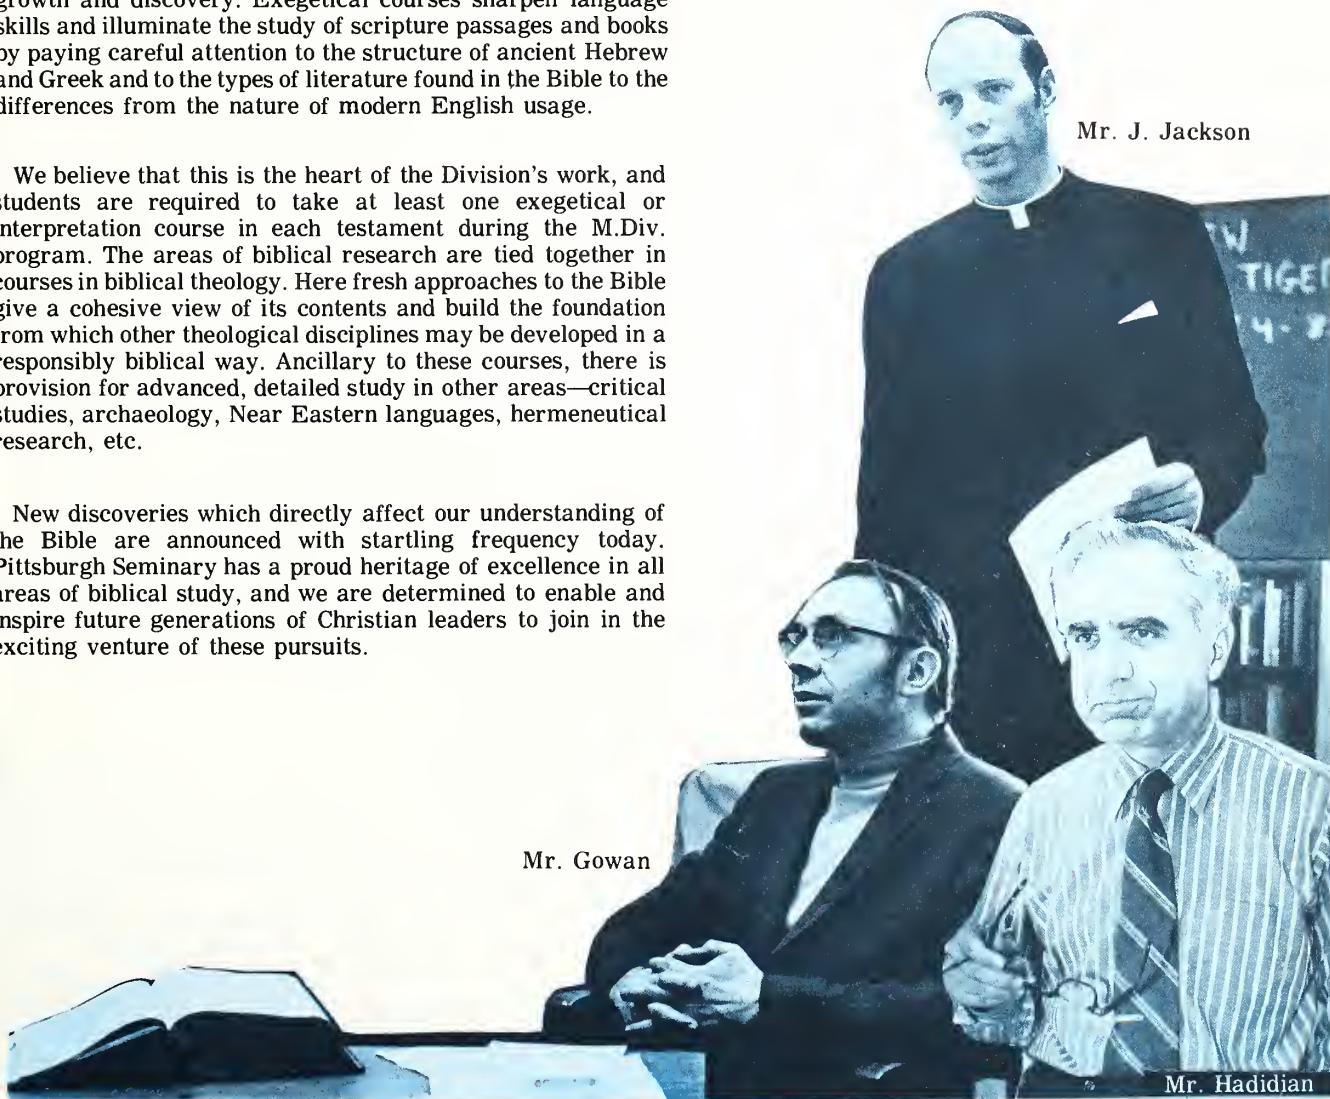 growth and discovery. Exegetical courses sharpen language
skills and illuminate the study of scripture passages and books
by paying careful attention to the structure of ancient Hebrew
and Greek and to the types of literature found in the Bible to the
differences from the nature of modern English usage.
We believe that this is the heart of the Division's work, and
students are required to take at least one exegetical or
interpretation course in each testament during the M.Div.
program. The areas of biblical research are tied together in
courses in biblical theology. Here fresh approaches to the Bible
give a cohesive view of its contents and build the foundation
from which other theological disciplines may be developed in a
responsibly biblical way. Ancillary to these courses, there is
provision for advanced, detailed study in other areas—critical
studies, archaeology, Near Eastern languages, hermeneutical
research, etc.
New discoveries which directly affect our understanding of
the Bible are announced with startling frequency today.
Pittsburgh Seminary has a proud heritage of excellence in all
areas of biblical study, and we are determined to enable and
inspire future generations of Christian leaders to join in the
exciting venture of these pursuits.
Mr. J. Jackson
Mr. Gowan
Mr. Hadidian